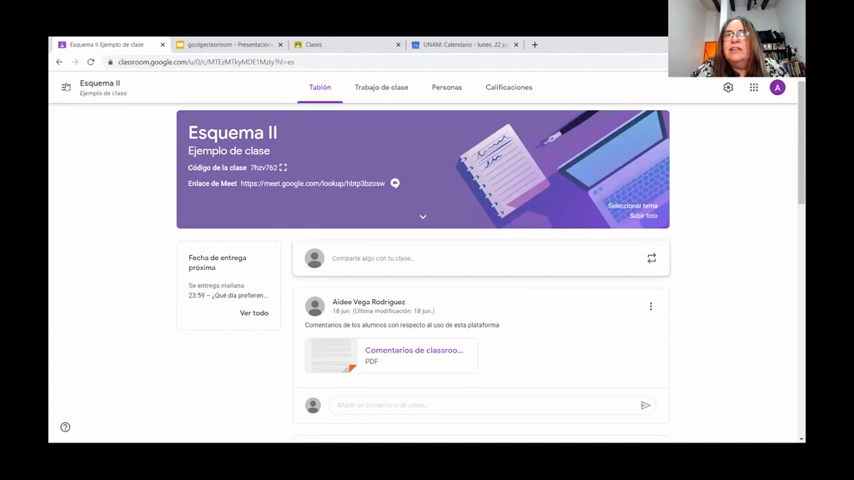 Esquema II Ejemplo de clase
goolgeclasrroom - Presentacion
Clases
UNAM: Calendario - lunes, 22 ju
classroom.google.com/u/0/c/MTEzMTkyMDE1Mzly?hl=es
Esquema II
Ejemplo de clase
Tablón
Trabajo de clase
Personas
Calificaciones
A
Esquema II
Ejemplo de clase
Código de la clase 7hzv762
Enlace de Meet https://meet.google.com/lookup/hbtp3bzosw
Seleccionar tema
Subir foto
Fecha de entrega
próxima
Se entrega mañana
23:59 – ¿Qué día prefieren...
Ver todo
Comparte algo con tu clase...
Aidee Vega Rodriguez
18 jun. (Última modificación: 18 jun.)
Comentarios de los alumnos con respecto al uso de esta plataforma
Comentarios de classroo...
PDF
Añadir un comentario de clase...